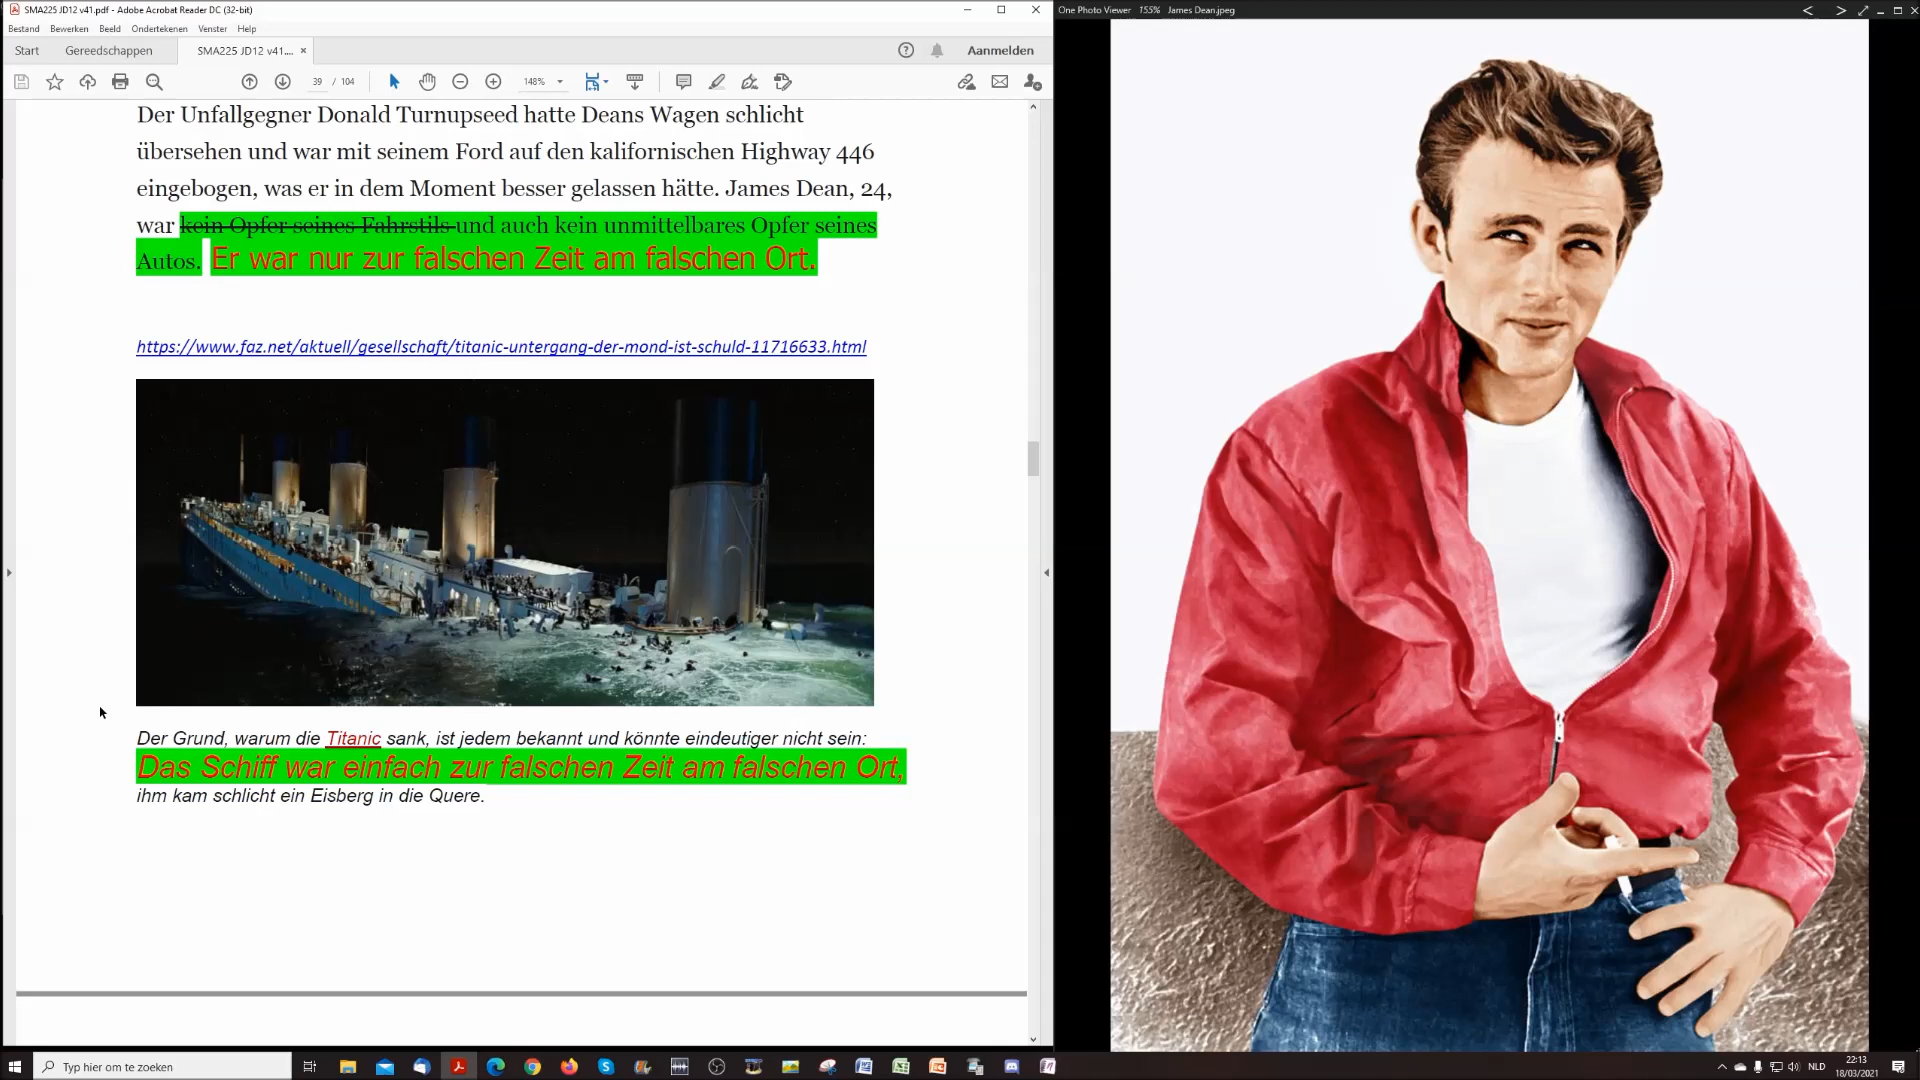 SMA225 JD12 v41.pdf - Adobe Acrobat Reader DC (32-bit)
Bestand Bewerken Beeld Ondertekenen Venster Help
Start Gereedschappen SMA225 JD12 v41.... × Aanmelden
39 / 104 148%
Der Unfallgegner Donald Turnupseed hatte Deans Wagen schlicht
übersehen und war mit seinem Ford auf den kalifornischen Highway 446
eingebogen, was er in dem Moment besser gelassen hätte. James Dean, 24,
war kein Opfer seines Fahrstils und auch kein unmittelbares Opfer seines
Autos. Er war nur zur falschen Zeit am falschen Ort.
https://www.faz.net/aktuell/gesellschaft/titanic-untergang-der-mond-ist-schuld-11716633.html
Der Grund, warum die Titanic sank, ist jedem bekannt und könnte eindeutiger nicht sein:
Das Schiff war einfach zur falschen Zeit am falschen Ort,
ihm kam schlicht ein Eisberg in die Quere.
One Photo Viewer 155% James Dean.jpeg
Typ hier om te zoeken
NLD
22:13
18/03/2021